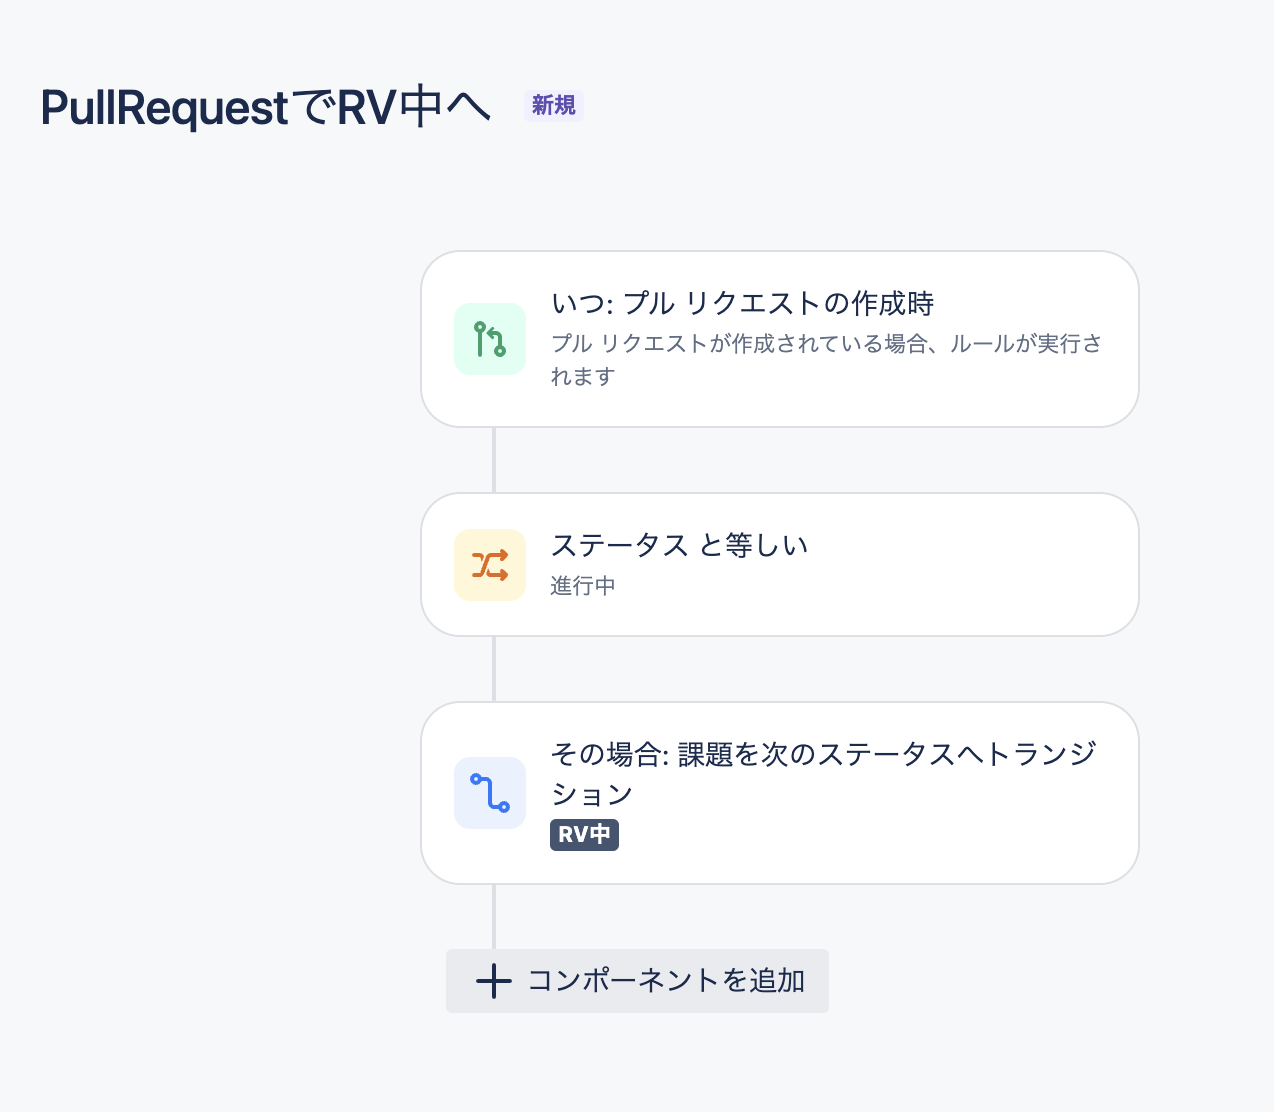 PullRequestでRV中へ 新規
いつ: プル リクエストの作成時
プル リクエストが作成されている場合、ルールが実行さ
れます
ステータス と等しい
進行中
その場合: 課題を次のステータスへトランジ
ション
RV中
コンポーネントを追加